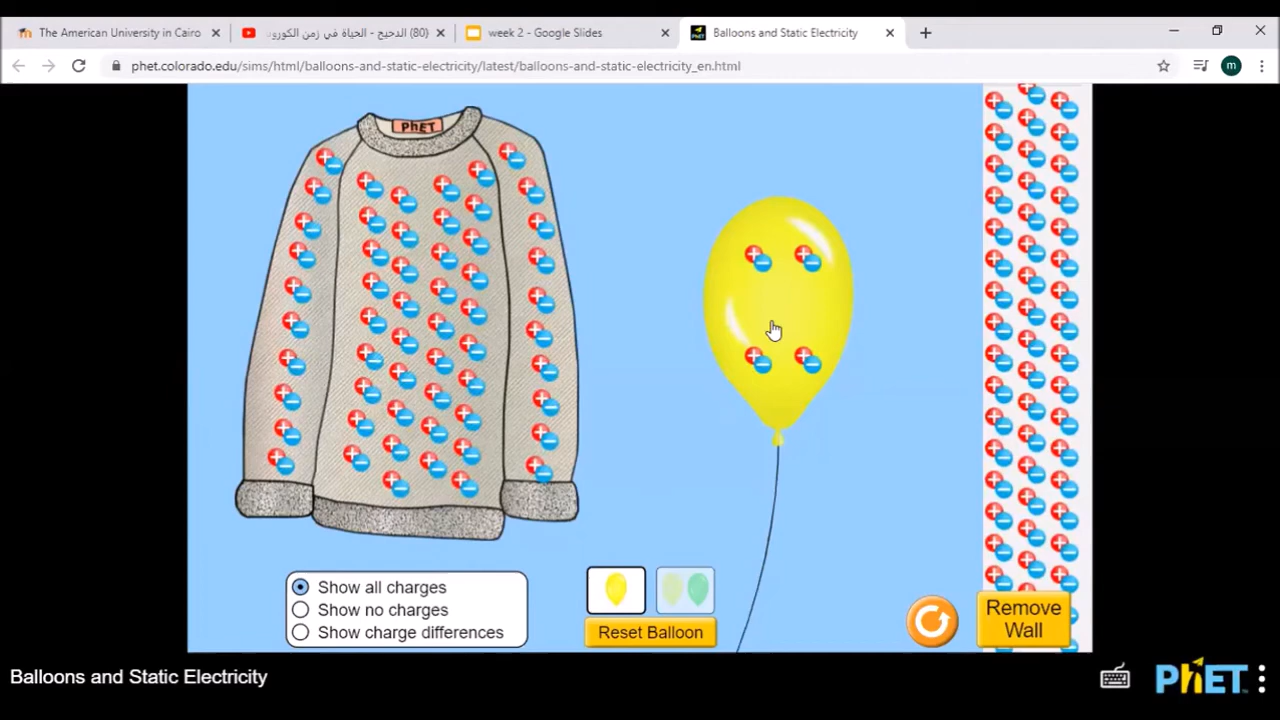 The American University in Cairo
(80) الدحيح - الحياة في زمن الكورونا
week 2 - Google Slides
Balloons and Static Electricity
phet.colorado.edu/sims/html/balloons-and-static-electricity/latest/balloons-and-static-electricity_en.html
m
PhET
Show all charges
Show no charges
Show charge differences
Reset Balloon
Remove
Wall
Balloons and Static Electricity
PhET